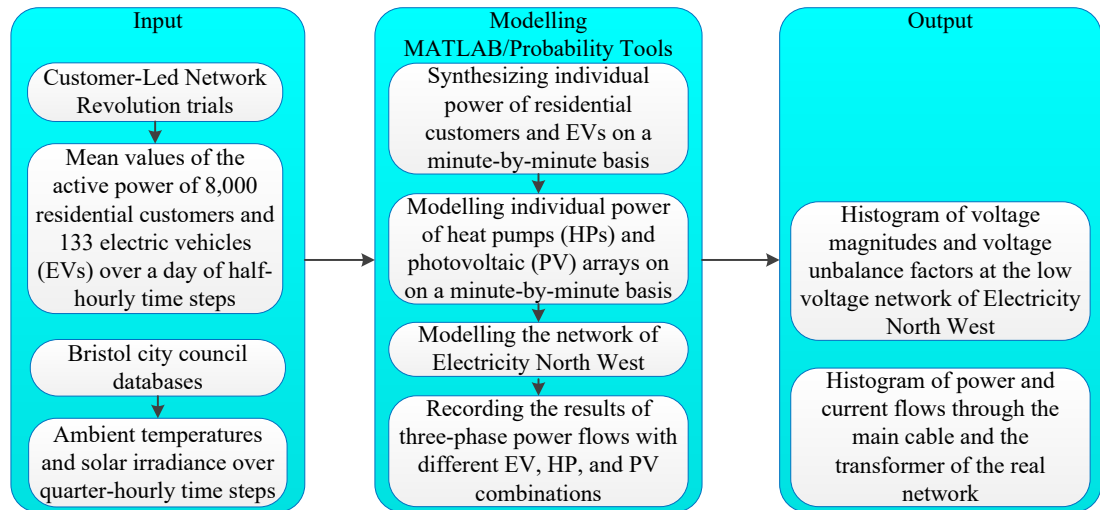 Input
Customer-Led Network
Revolution trials
Mean values of the
active power of 8,000
residential customers and
133 electric vehicles
(EVs) over a day of half-
hourly time steps
Bristol city council
databases
Ambient temperatures
and solar irradiance over
quarter-hourly time steps
Modelling
MATLAB/Probability Tools
Synthesizing individual
power of residential
customers and EVs on a
minute-by-minute basis
Modelling individual power
of heat pumps (HPs) and
photovoltaic (PV) arrays on
on a minute-by-minute basis
Modelling the network of
Electricity North West
Recording the results of
three-phase power flows with
different EV, HP, and PV
combinations
Output
Histogram of voltage
magnitudes and voltage
unbalance factors at the low
voltage network of Electricity
North West
Histogram of power and
current flows through the
main cable and the
transformer of the real
network